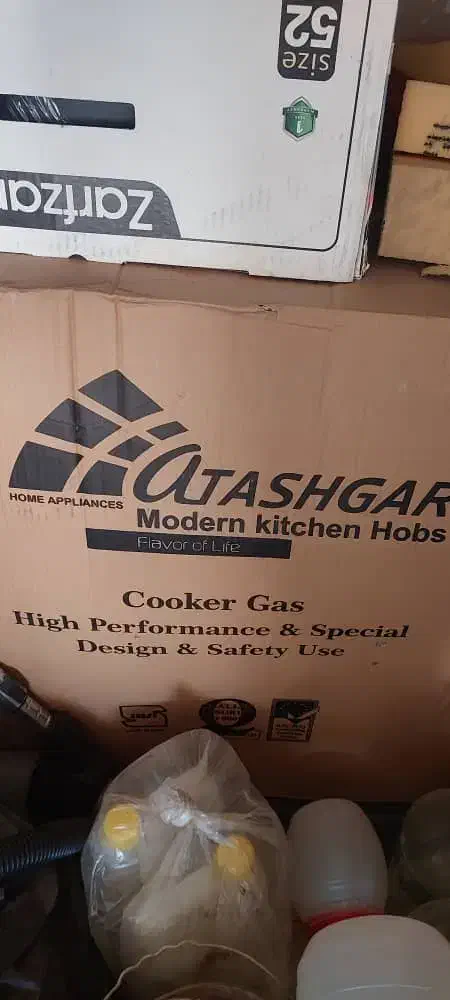 size
52
Zarfza
HOME APPLIANCES
ATASHGAR
Modern kitchen Hobs
Flavor of Life
Cooker Gas
High Performance & Special
Design & Safety Use